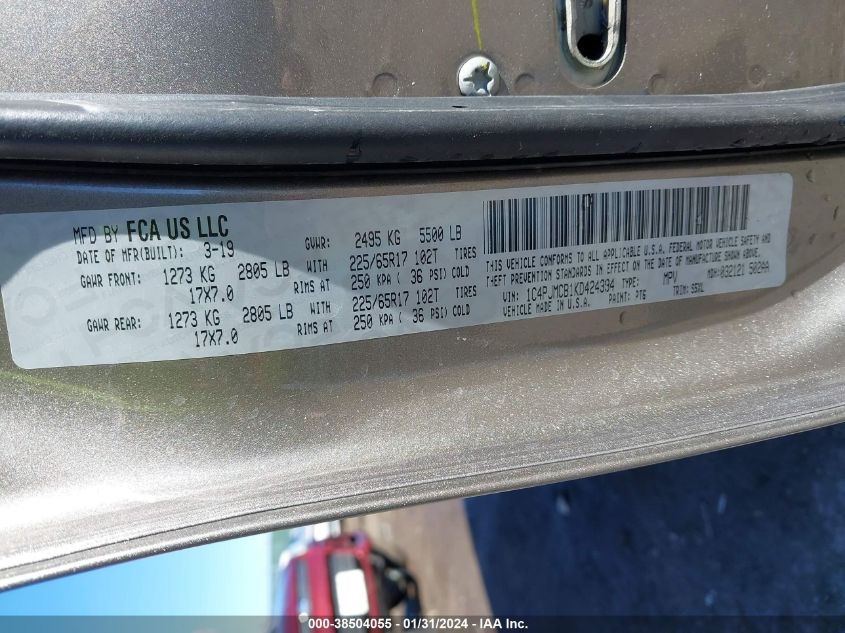 MFD BY FCA US LLC
DATE OF MFR(BUILT): 3-19 GVWR: 2495 KG 5500 LB
GAWR FRONT: 1273 KG 2805 LB WITH 225/65R17 102T TIRES
17X7.0 RIMS AT 250 KPA ( 36 PSI) COLD
GAWR REAR: 1273 KG 2805 LB WITH 225/65R17 102T TIRES
17X7.0 RIMS AT 250 KPA ( 36 PSI) COLD
THIS VEHICLE CONFORMS TO ALL APPLICABLE U.S.A. FEDERAL MOTOR VEHICLE SAFETY AND
THEFT PREVENTION STANDARDS IN EFFECT ON THE DATE OF MANUFACTURE SHOWN ABOVE.
VIN: 1C4PJMCB1KD424394 TYPE: MPV MDH:032121 502AA
VEHICLE MADE IN U.S.A. PAINT: PTG TRIM: S5XL
000-38504055 - 01/31/2024 - IAA Inc.